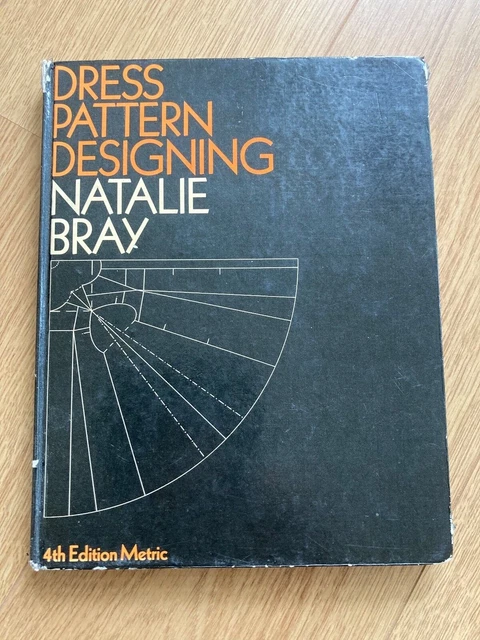 DRESS
PATTERN
DESIGNING
NATALIE
BRAY
4th Edition Metric